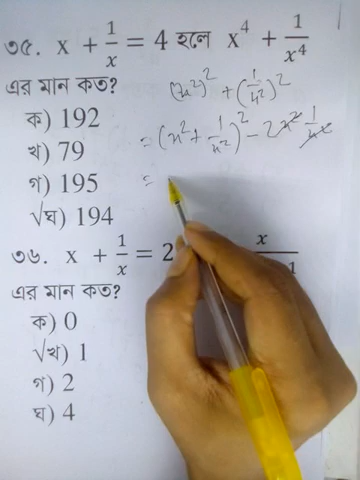 ৩৫. x + 1/x = 4 হলে x⁴ + 1/x⁴
এর মান কত?
(x²)² + (1/x²)²
ক) 192
= (x² + 1/x²)² − 2x² 1/x²
খ) 79
গ) 195
=
√ঘ) 194
৩৬. x + 1/x = 2 x
এর মান কত?
ক) 0
√খ) 1
গ) 2
ঘ) 4